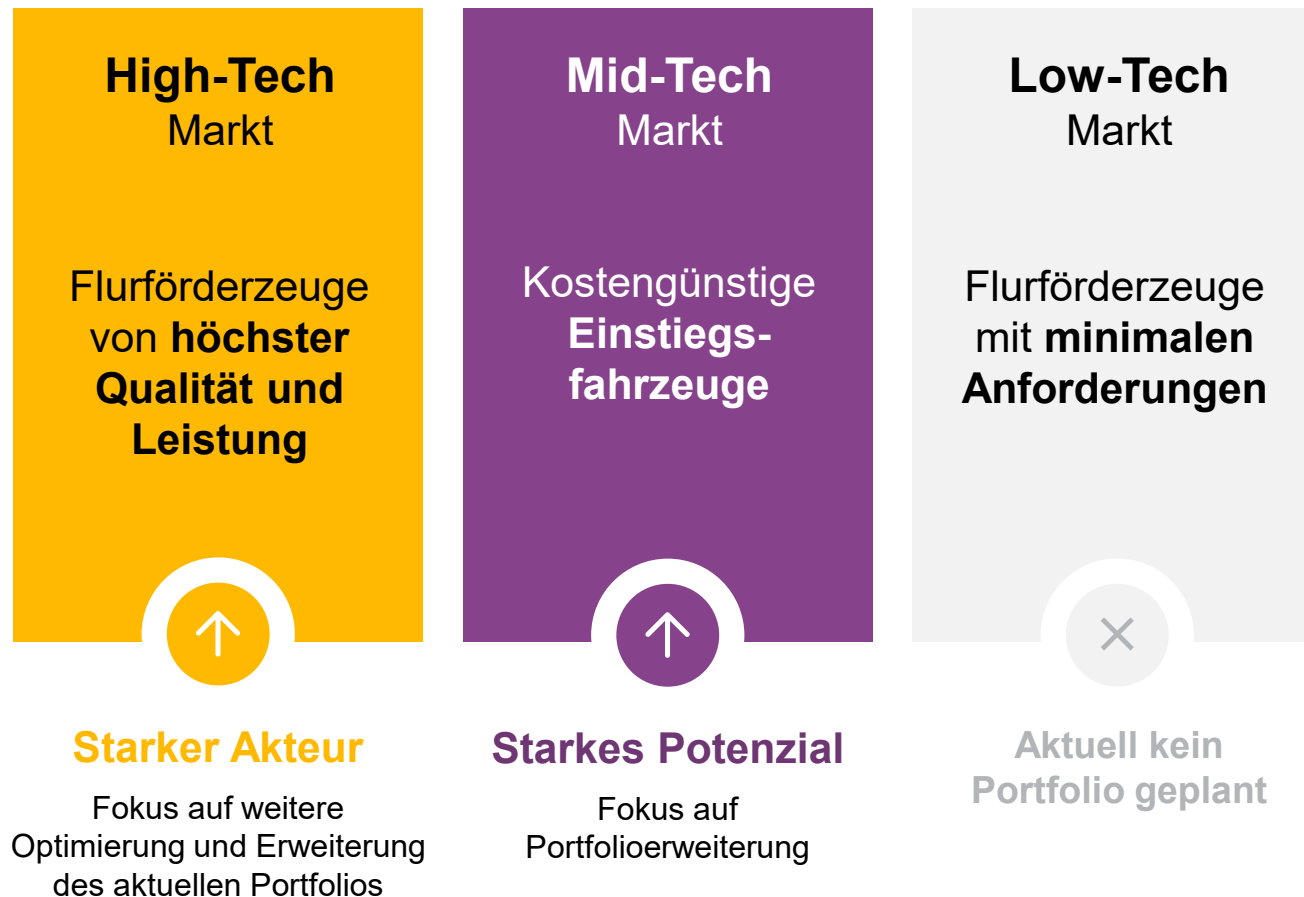 High-Tech
Markt
Flurförderzeuge
von höchster
Qualität und
Leistung
Starker Akteur
Fokus auf weitere
Optimierung und Erweiterung
des aktuellen Portfolios
Mid-Tech
Markt
Kostengünstige
Einstiegs-
fahrzeuge
Starkes Potenzial
Fokus auf
Portfolioerweiterung
Low-Tech
Markt
Flurförderzeuge
mit minimalen
Anforderungen
Aktuell kein
Portfolio geplant